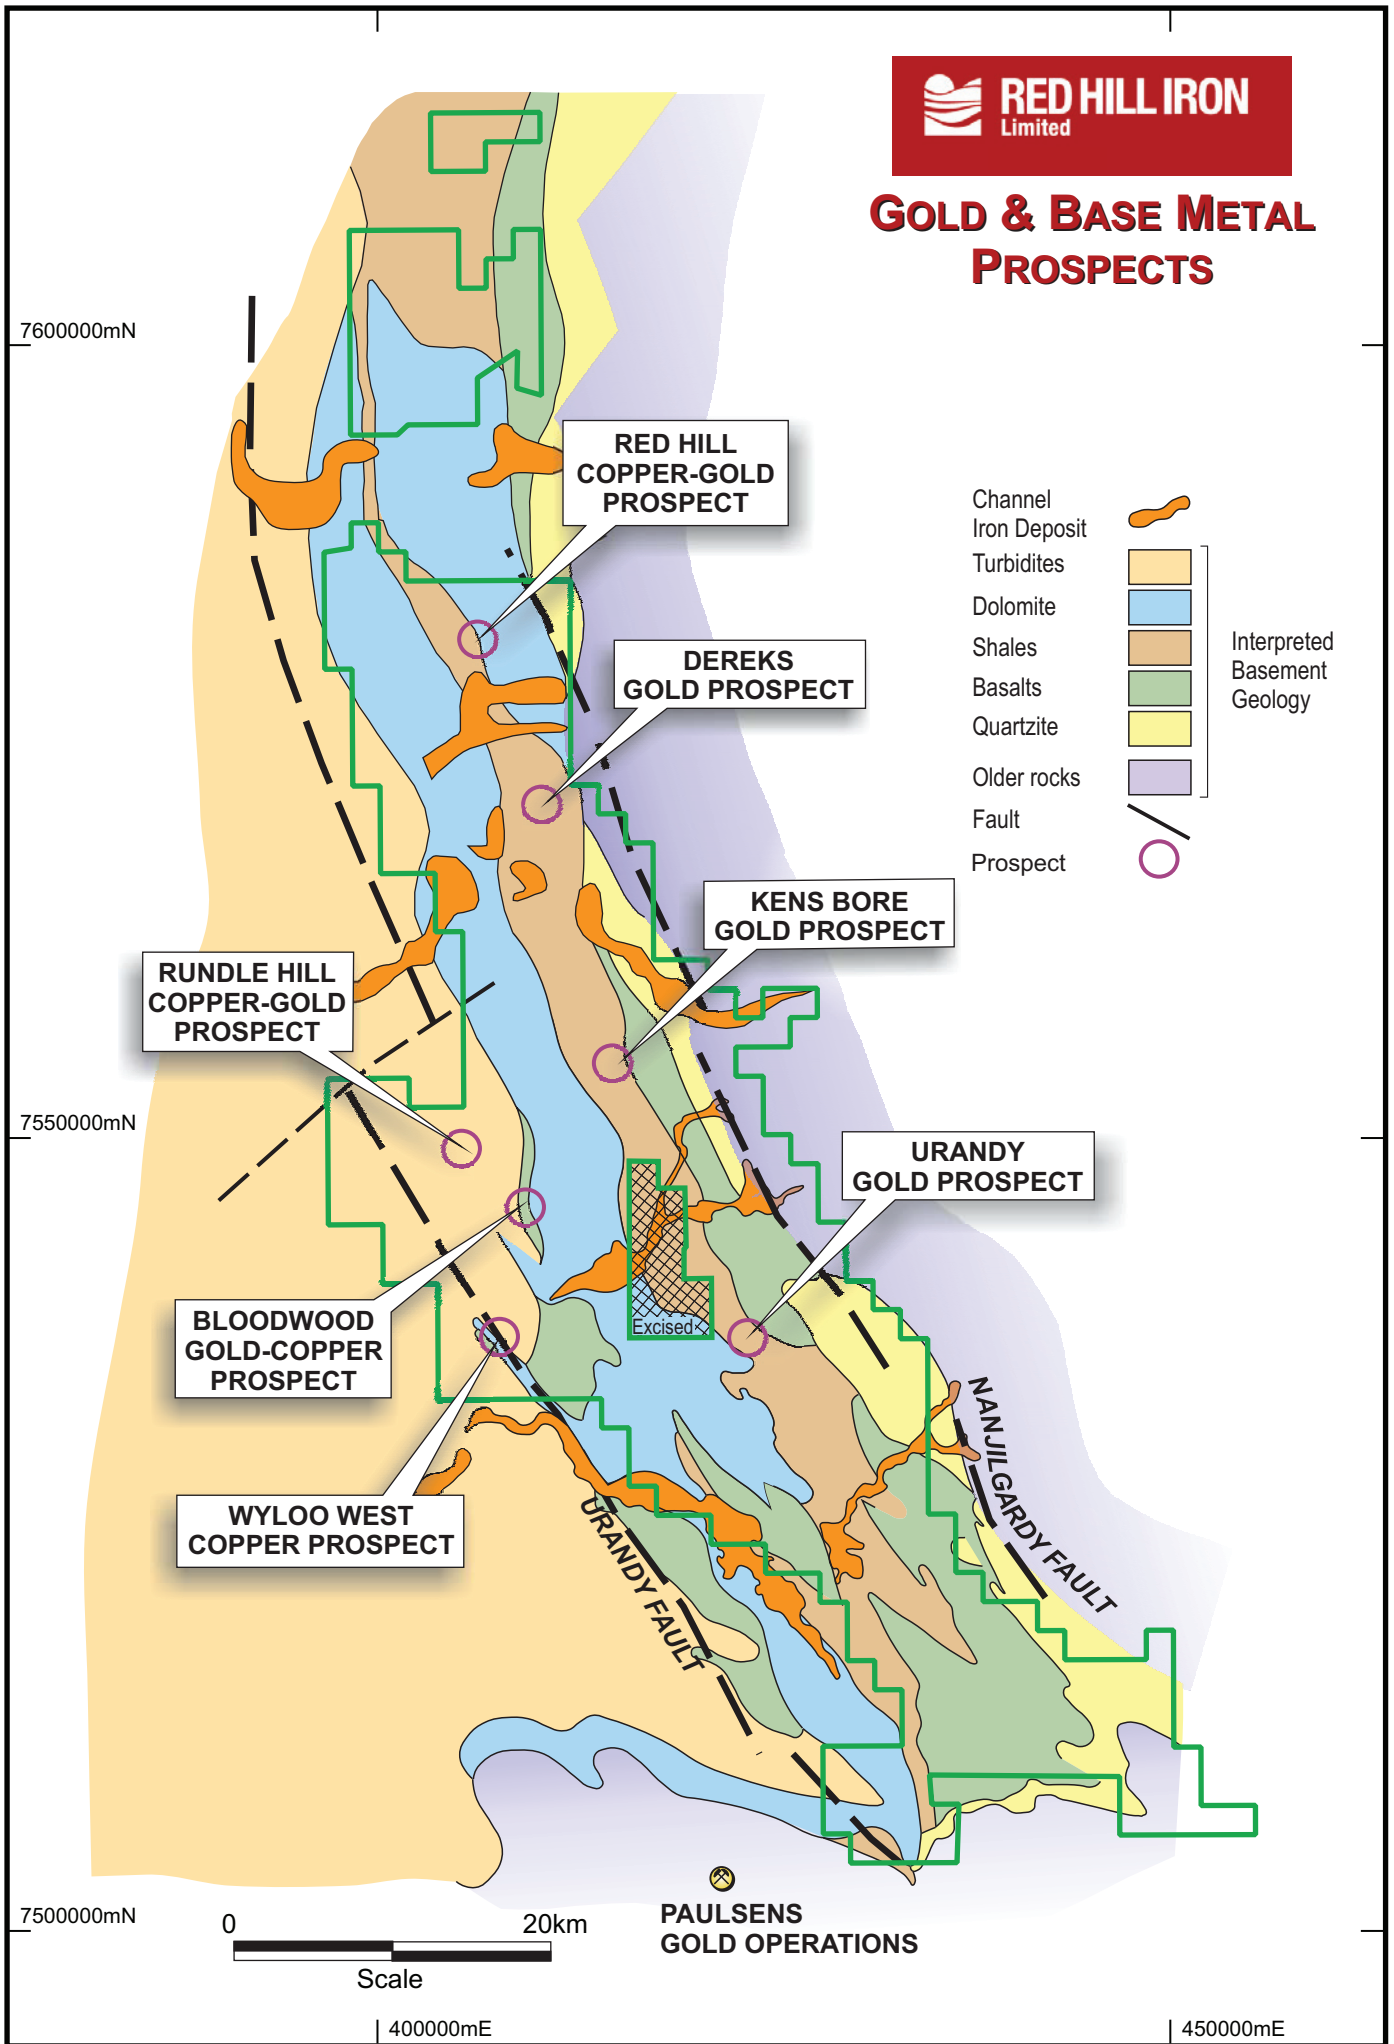 RED HILL IRON
Limited
GOLD & BASE METAL
PROSPECTS
7600000mN
RED HILL
COPPER-GOLD
PROSPECT
Channel
Iron Deposit
Turbidites
Dolomite
Shales
Basalts
Quartzite
Older rocks
Fault
Prospect
Interpreted
Basement
Geology
DEREKS
GOLD PROSPECT
KENS BORE
GOLD PROSPECT
RUNDLE HILL
COPPER-GOLD
PROSPECT
7550000mN
URANDY
GOLD PROSPECT
BLOODWOOD
GOLD-COPPER
PROSPECT
Excised
WYLOO WEST
COPPER PROSPECT
NANJILGARDY FAULT
URANDY FAULT
7500000mN
0
20km
Scale
PAULSENS
GOLD OPERATIONS
400000mE
450000mE